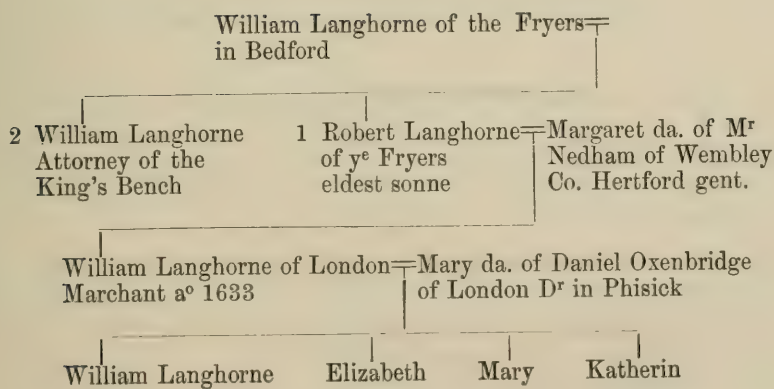 William Langhorne of the Fryers
in Bedford
2 William Langhorne
Attorney of the
King's Bench
1 Robert Langhorne
of yᵉ Fryers
eldest sonne
Margaret da. of Mʳ
Nedham of Wembley
Co. Hertford gent.
William Langhorne of London
Marchant aᵒ 1633
Mary da. of Daniel Oxenbridge
of London Dʳ in Phisick
William Langhorne Elizabeth Mary Katherin